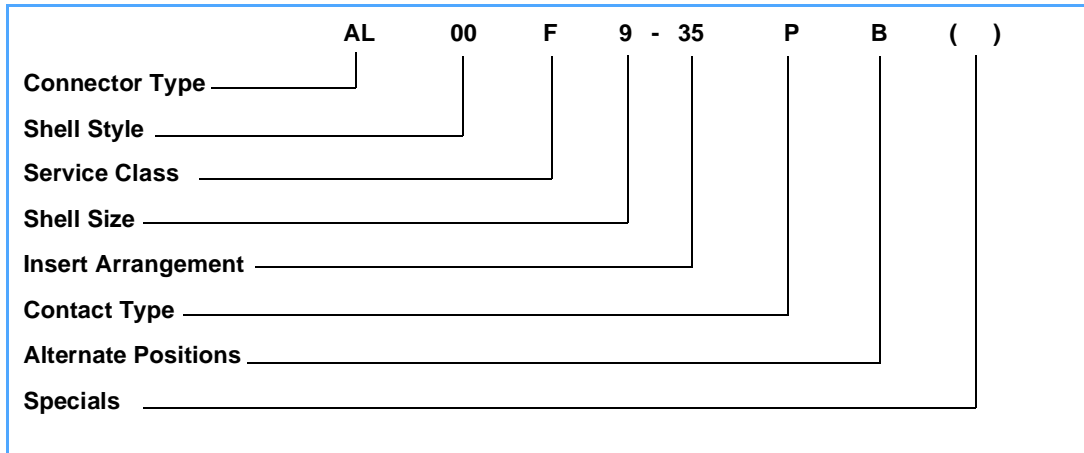 AL 00 F 9 - 35 P B ( )
Connector Type
Shell Style
Service Class
Shell Size
Insert Arrangement
Contact Type
Alternate Positions
Specials